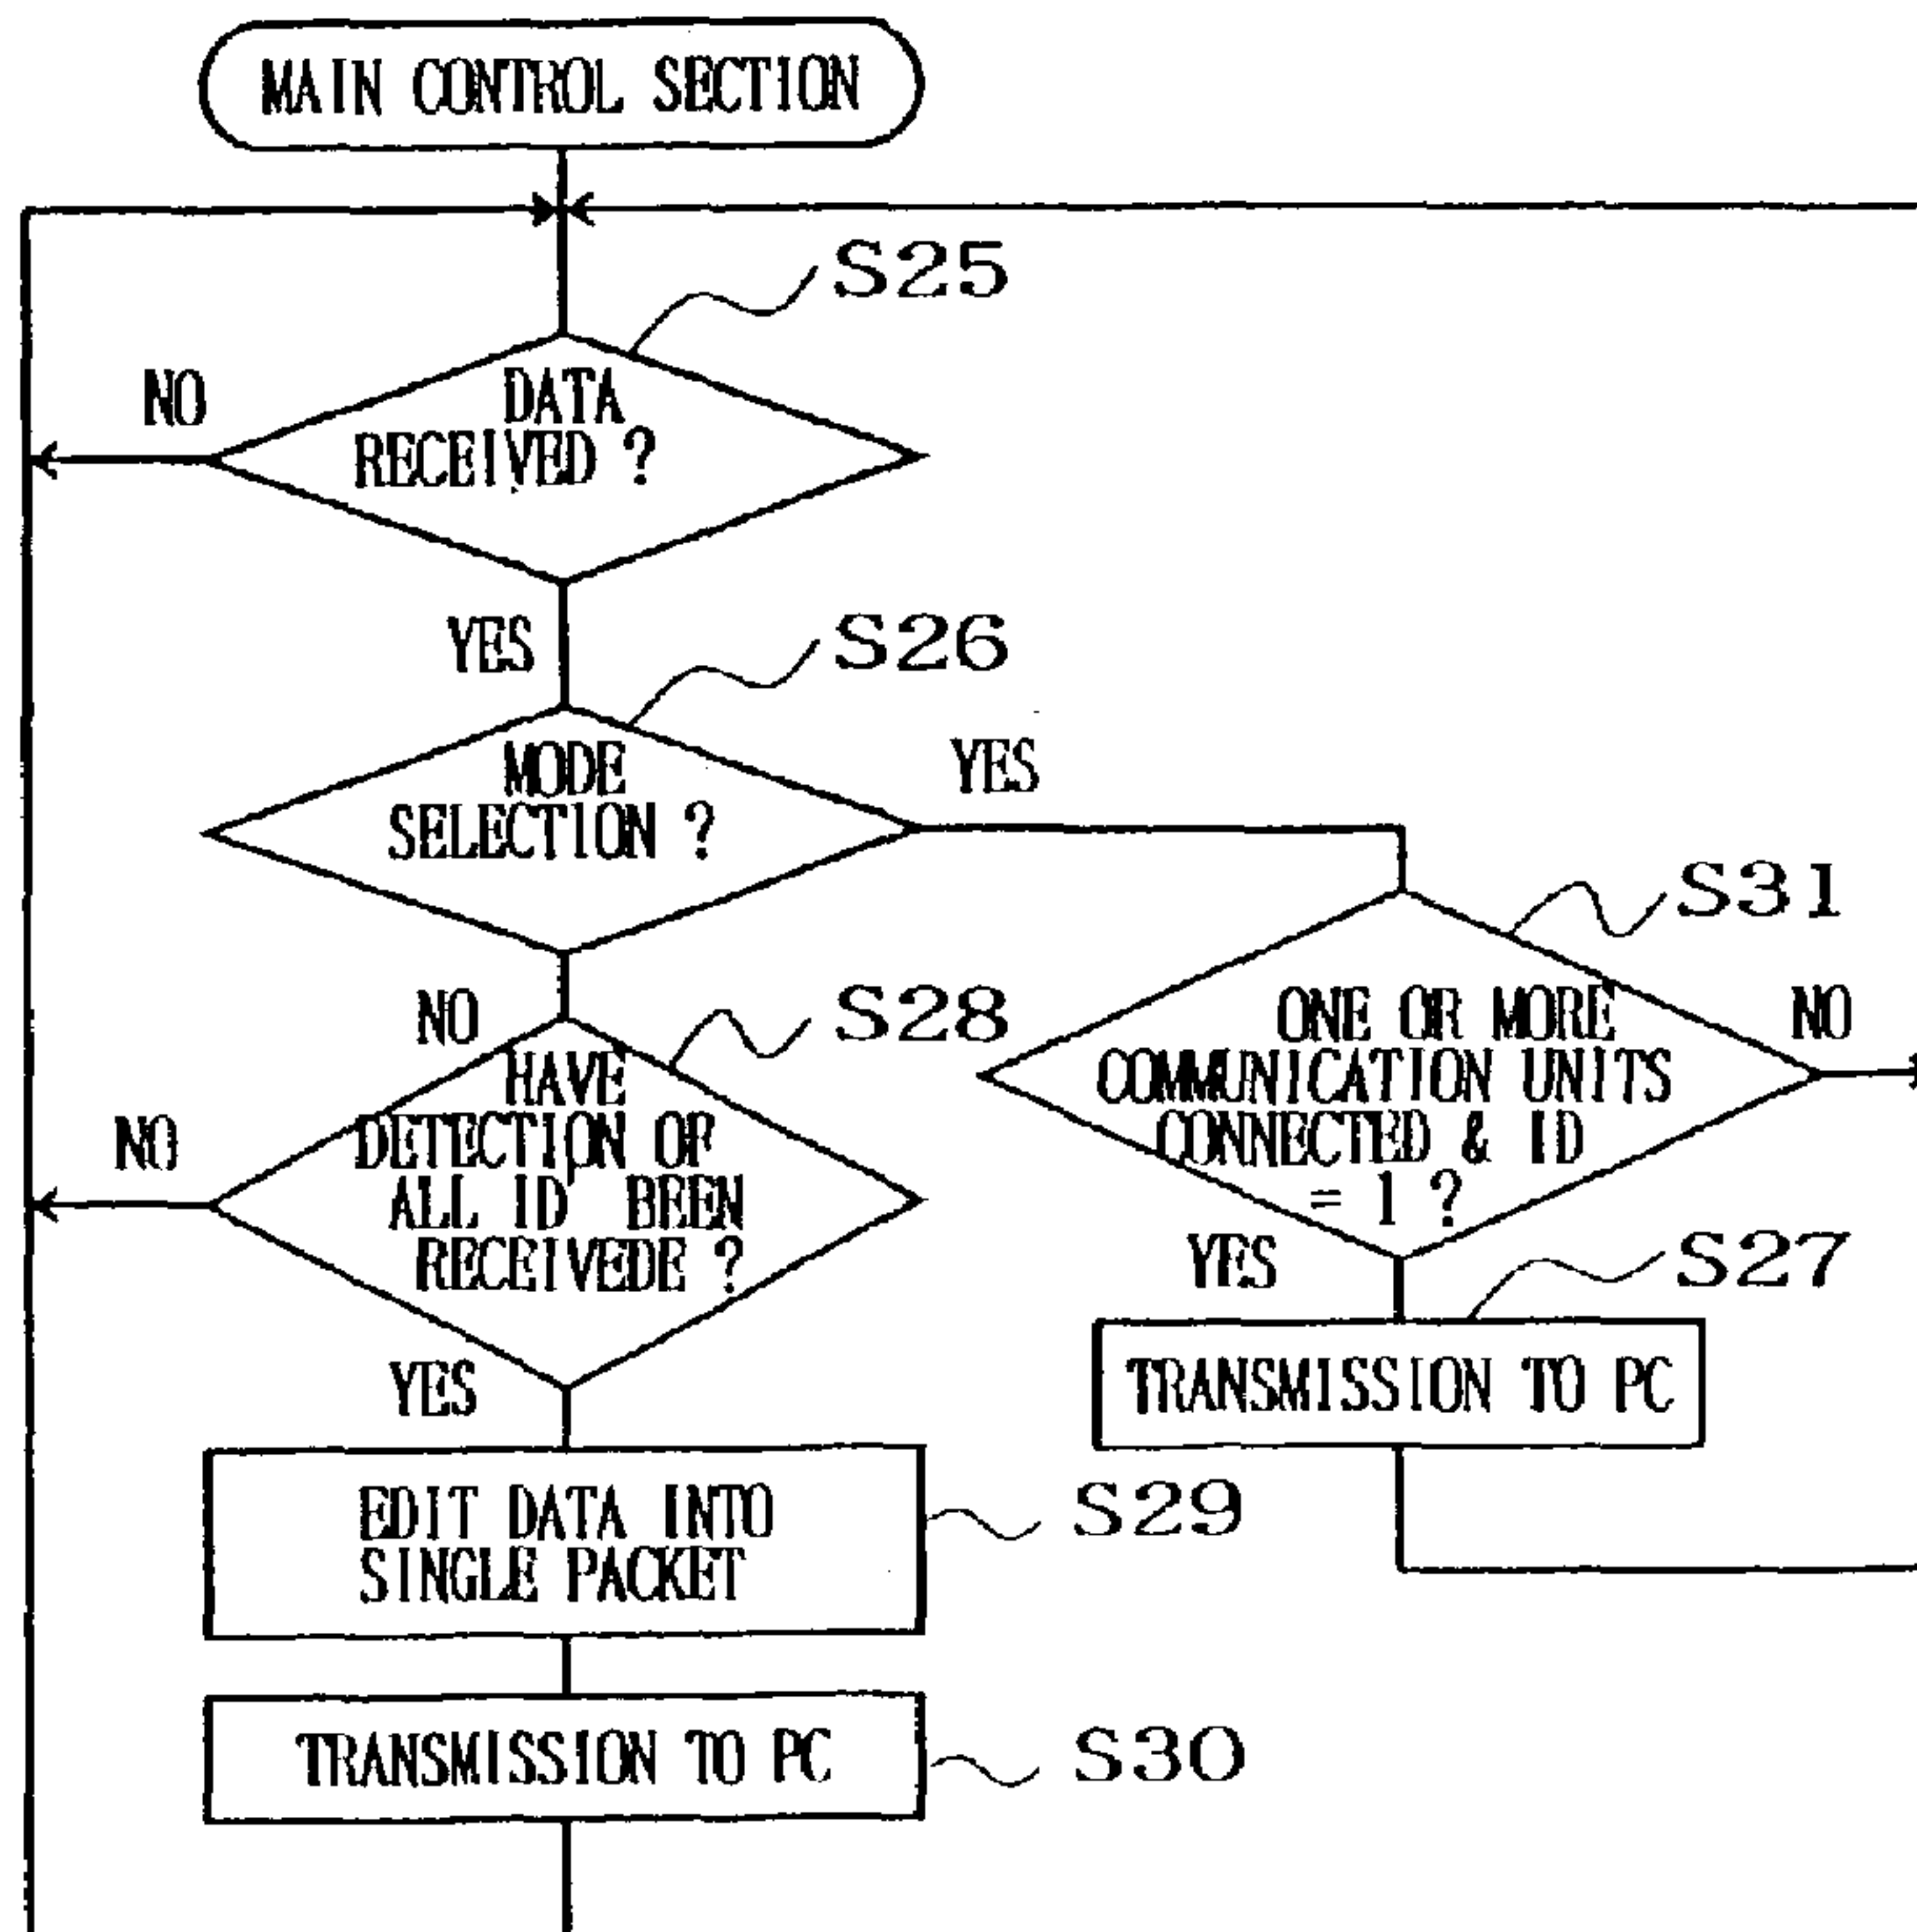 MAIN CONTROL SECTION
S25
NO
DATA
RECEIVED ?
YES
S26
MODE
SELECTION ?
YES
S31
NO
S28
ONE OR MORE
COMMUNICATION UNITS
CONNECTED & ID
= 1 ?
NO
HAVE
DETECTION OF
ALL ID BEEN
RECEIVEDE ?
NO
YES
S27
TRANSMISSION TO PC
YES
EDIT DATA INTO
SINGLE PACKET
S29
TRANSMISSION TO PC
S30